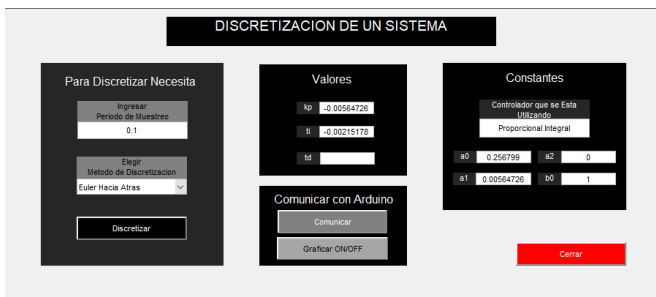 DISCRETIZACION DE UN SISTEMA
Para Discretizar Necesita
Ingresar
Periodo de Muestreo
0.1
Elegir
Metodo de Discretizacion
Euler Hacia Atras
Discretizar
Valores
kp -0.00564726
ti -0.00215178
td
Comunicar con Arduino
Comunicar
Graficar ON/OFF
Constantes
Controlador que se Esta
Utilizando
Proporcional Integral
a0 0.256799 a2 0
a1 0.00564726 b0 1
Cerrar